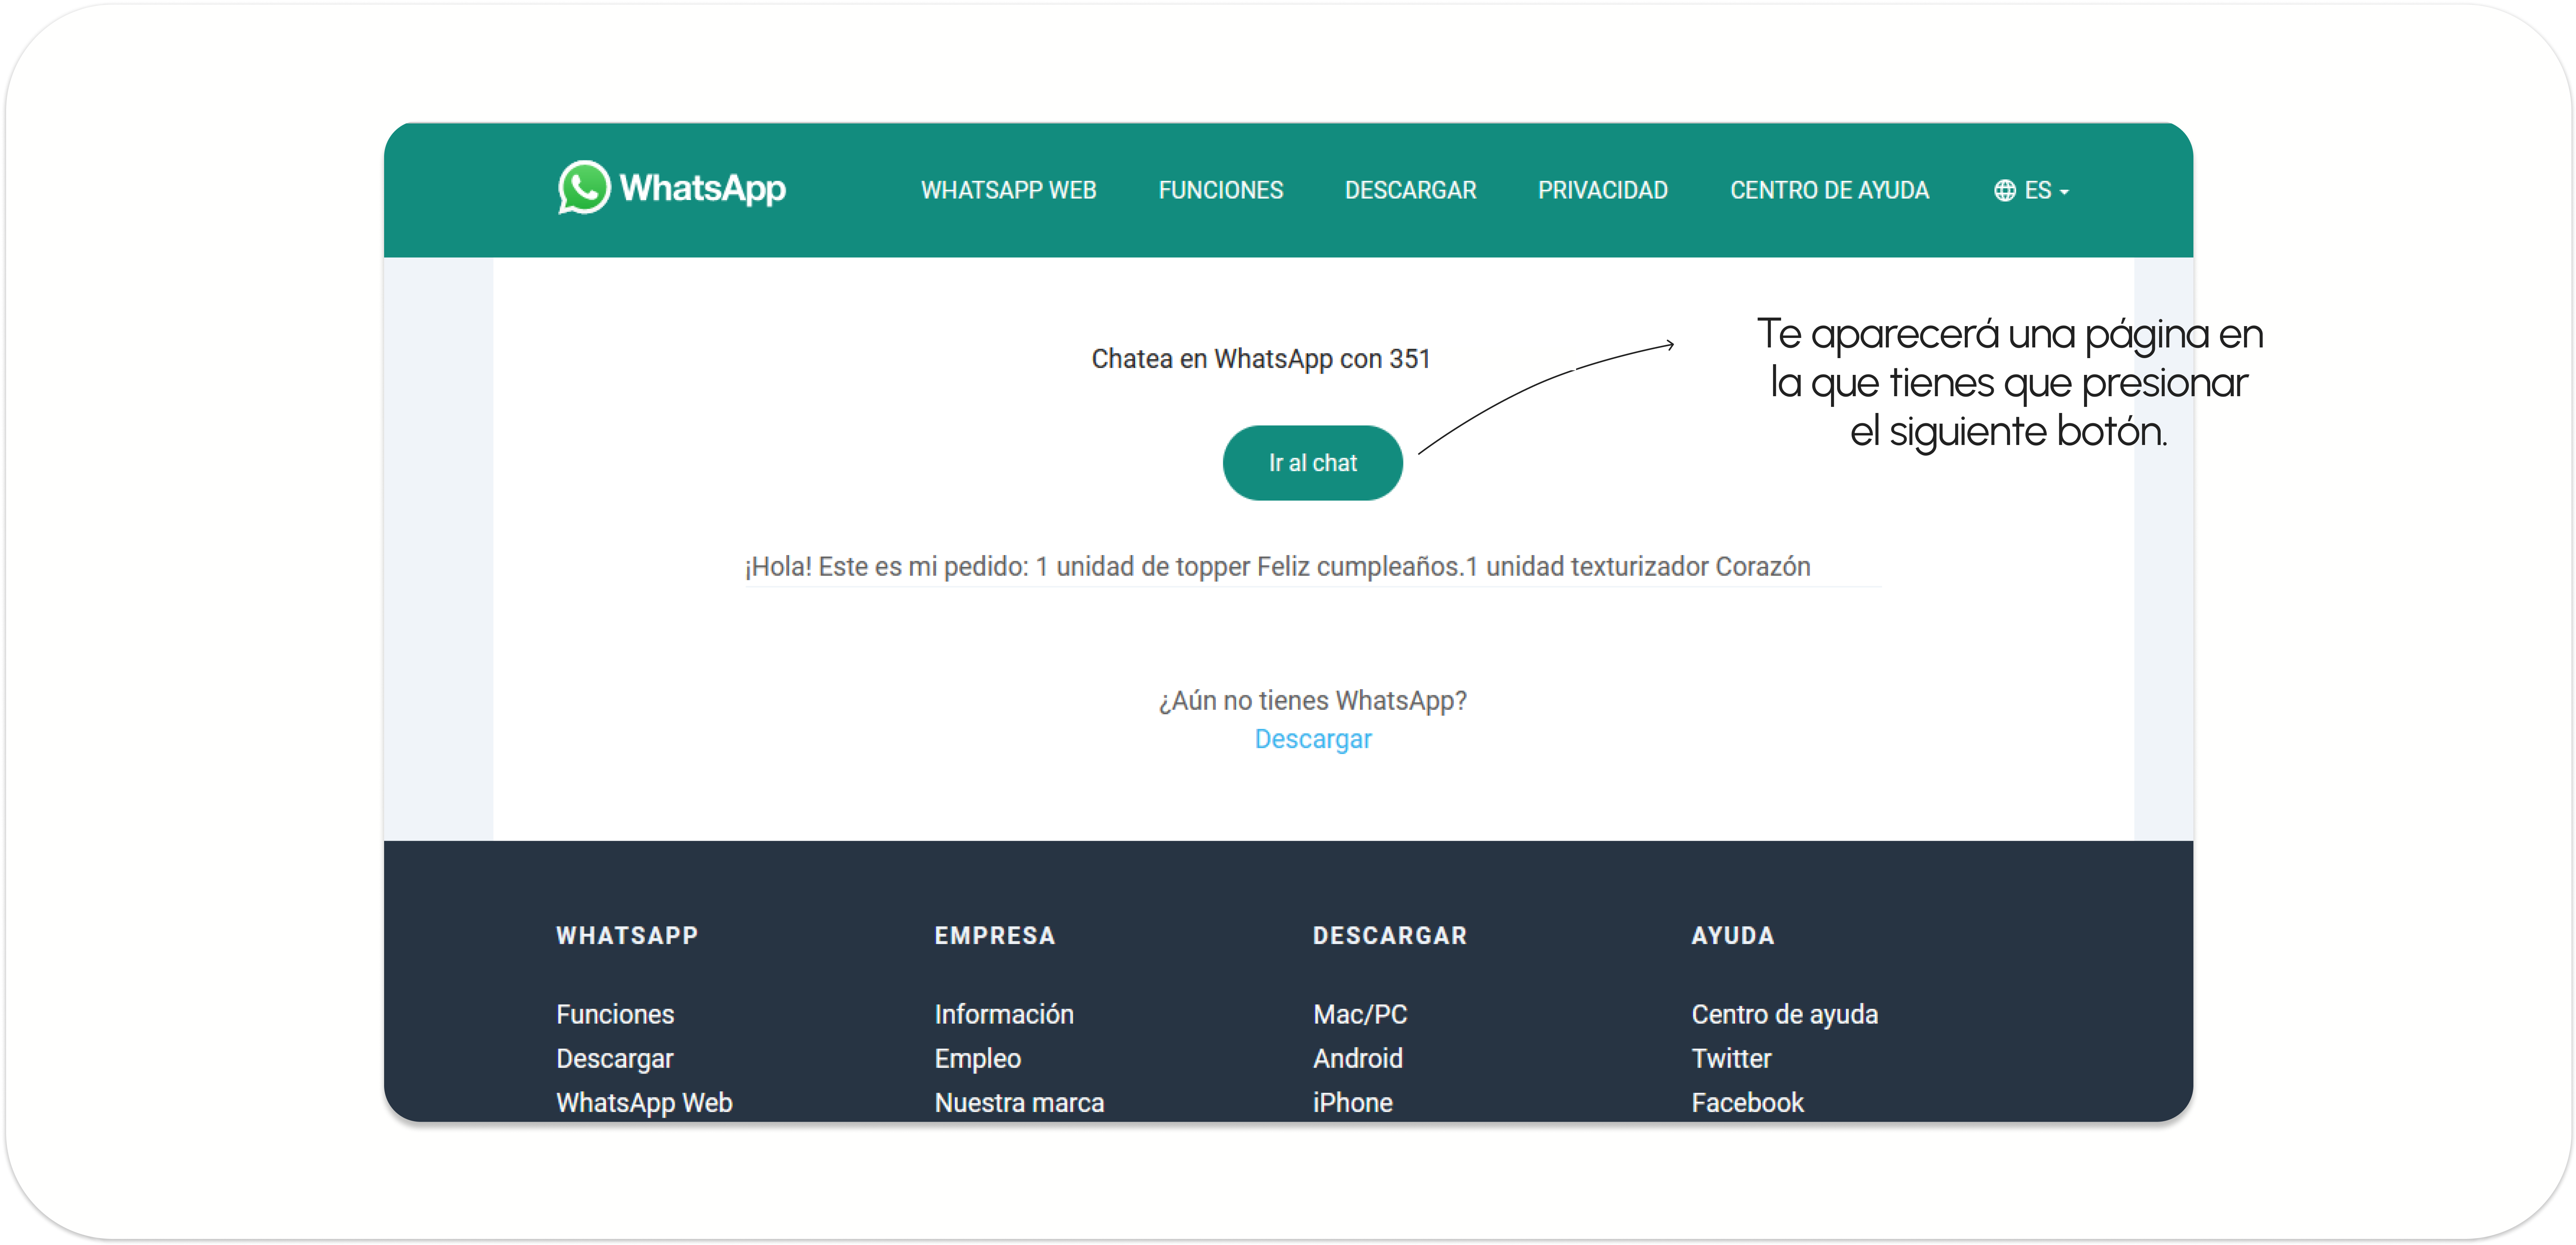 WhatsApp WHATSAPP WEB FUNCIONES DESCARGAR PRIVACIDAD CENTRO DE AYUDA ES
Chatea en WhatsApp con 351
Te aparecerá una página en
la que tienes que presionar
el siguiente botón.
Ir al chat
¡Hola! Este es mi pedido: 1 unidad de topper Feliz cumpleaños.1 unidad texturizador Corazón
¿Aún no tienes WhatsApp?
Descargar
WHATSAPP EMPRESA DESCARGAR AYUDA
Funciones Información Mac/PC Centro de ayuda
Descargar Empleo Android Twitter
WhatsApp Web Nuestra marca iPhone Facebook